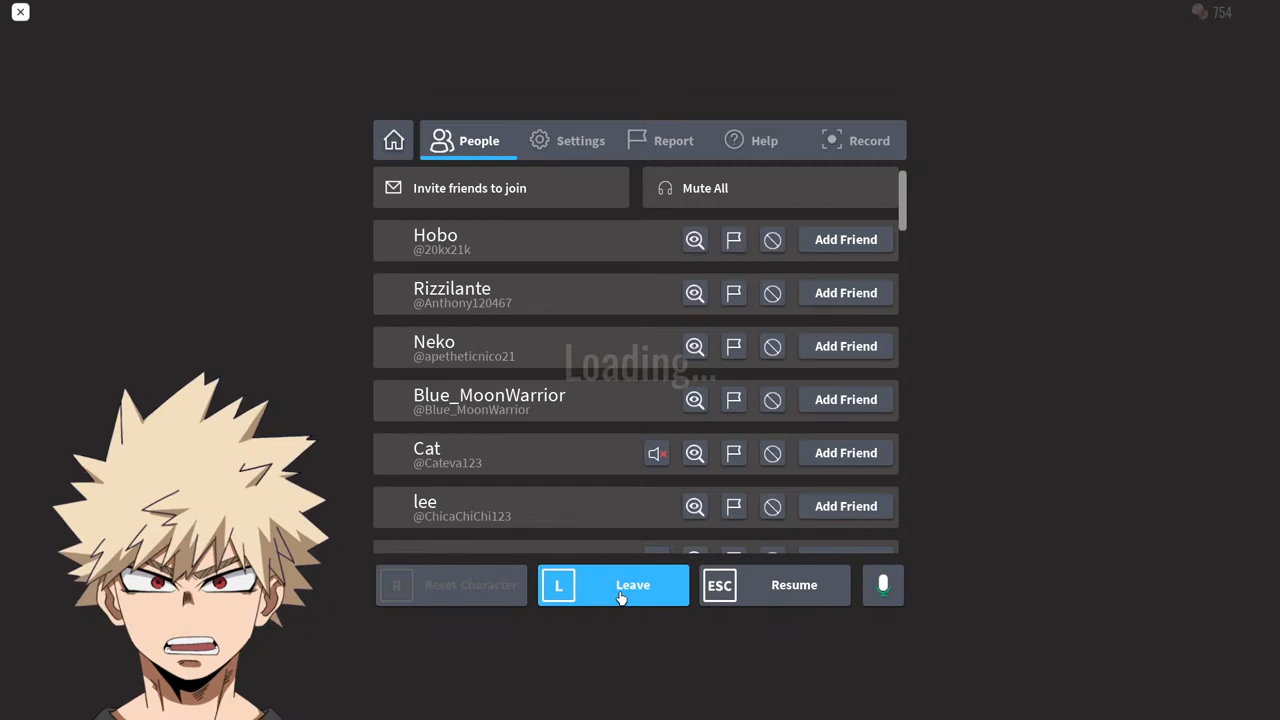 754
People Settings Report Help Record
Invite friends to join Mute All
Hobo
@20kx21k Add Friend
Rizzilante
@Anthony120467 Add Friend
Neko
@apetheticnico21 Add Friend
Loading...
Blue_MoonWarrior
@Blue_MoonWarrior Add Friend
Cat
@Cateva123 Add Friend
lee
@ChicaChiChi123 Add Friend
R Reset Character L Leave ESC Resume